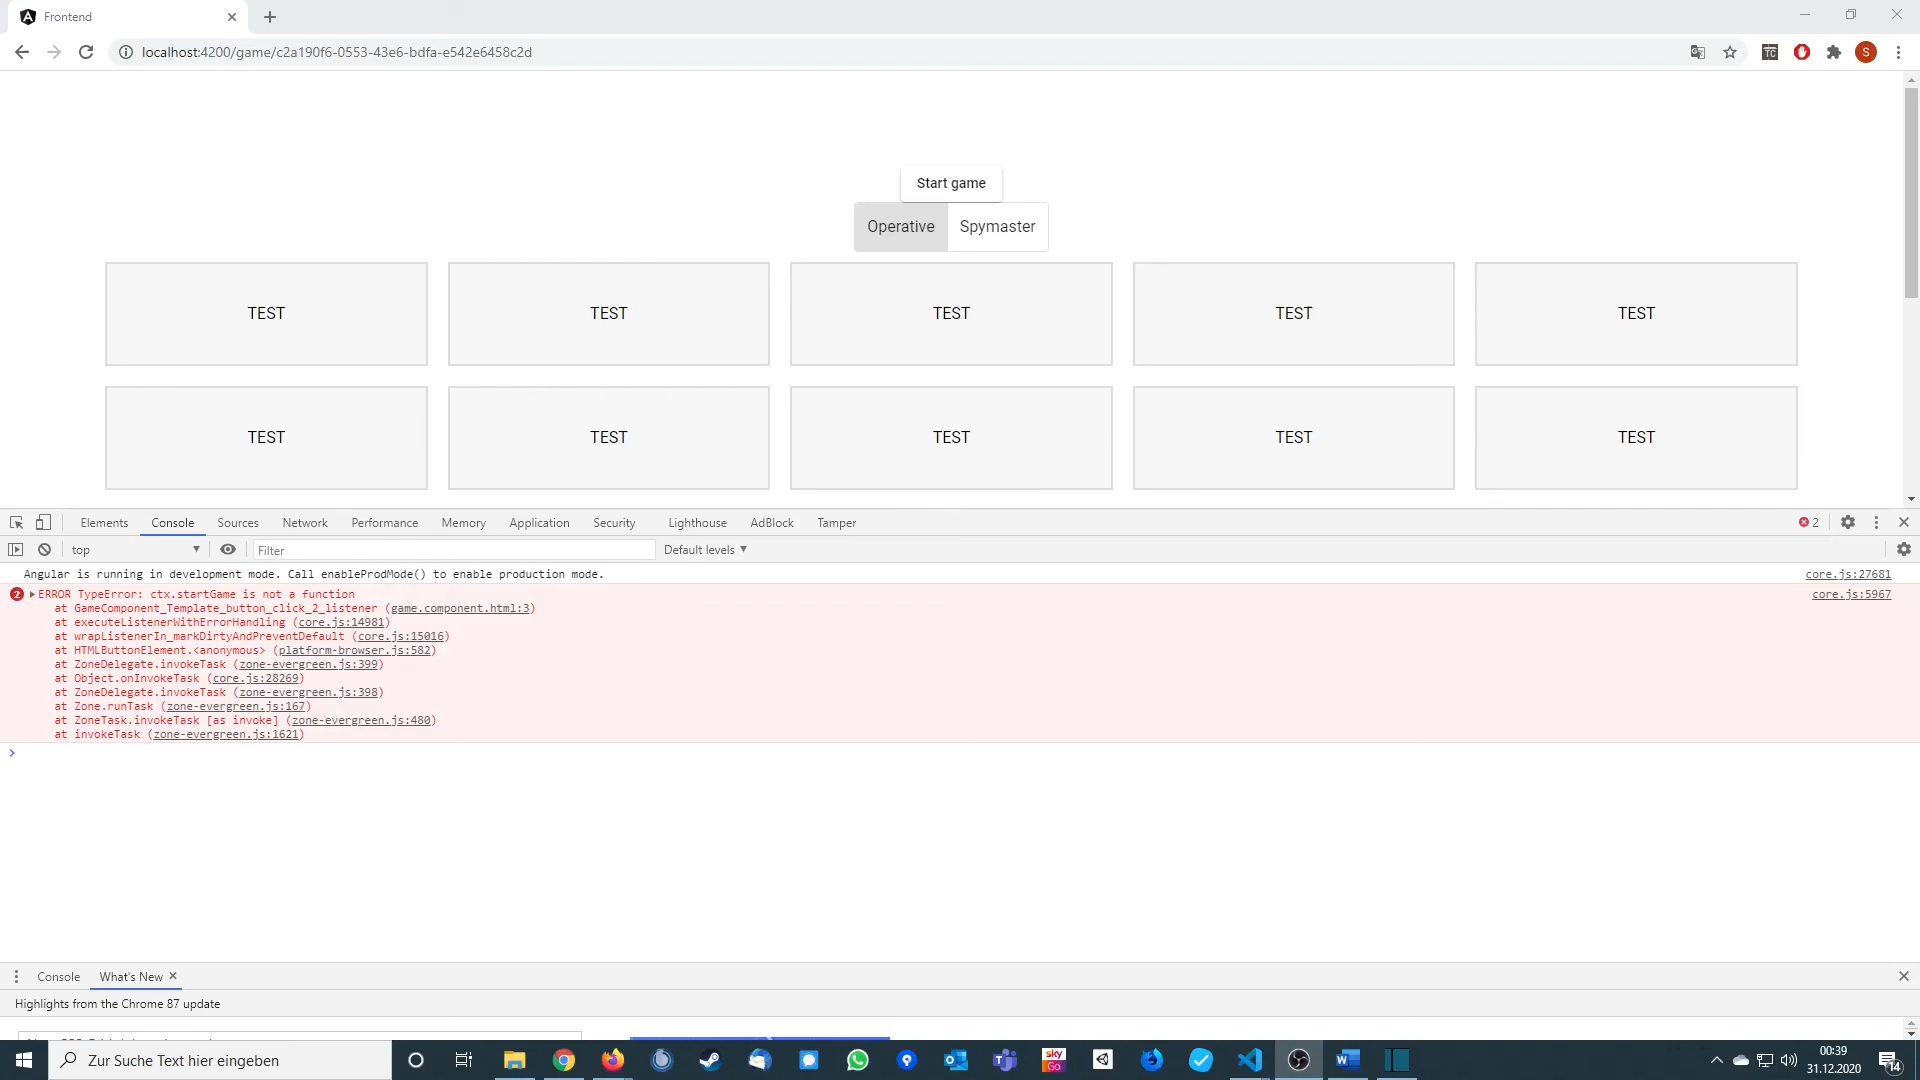 Frontend
localhost:4200/game/c2a190f6-0553-43e6-bdfa-e542e6458c2d
TC
S
Start game
Operative Spymaster
TEST TEST TEST TEST TEST
TEST TEST TEST TEST TEST
Elements Console Sources Network Performance Memory Application Security Lighthouse AdBlock Tamper 2
top Filter Default levels
Angular is running in development mode. Call enableProdMode() to enable production mode. core.js:27681
2 ERROR TypeError: ctx.startGame is not a function core.js:5967
at GameComponent_Template_button_click_2_listener (game.component.html:3)
at executeListenerWithErrorHandling (core.js:14981)
at wrapListenerIn_markDirtyAndPreventDefault (core.js:15016)
at HTMLButtonElement.<anonymous> (platform-browser.js:582)
at ZoneDelegate.invokeTask (zone-evergreen.js:399)
at Object.onInvokeTask (core.js:28269)
at ZoneDelegate.invokeTask (zone-evergreen.js:398)
at Zone.runTask (zone-evergreen.js:167)
at ZoneTask.invokeTask [as invoke] (zone-evergreen.js:480)
at invokeTask (zone-evergreen.js:1621)
Console What's New
Highlights from the Chrome 87 update
Zur Suche Text hier eingeben
sky
Go
00:39
31.12.2020
14